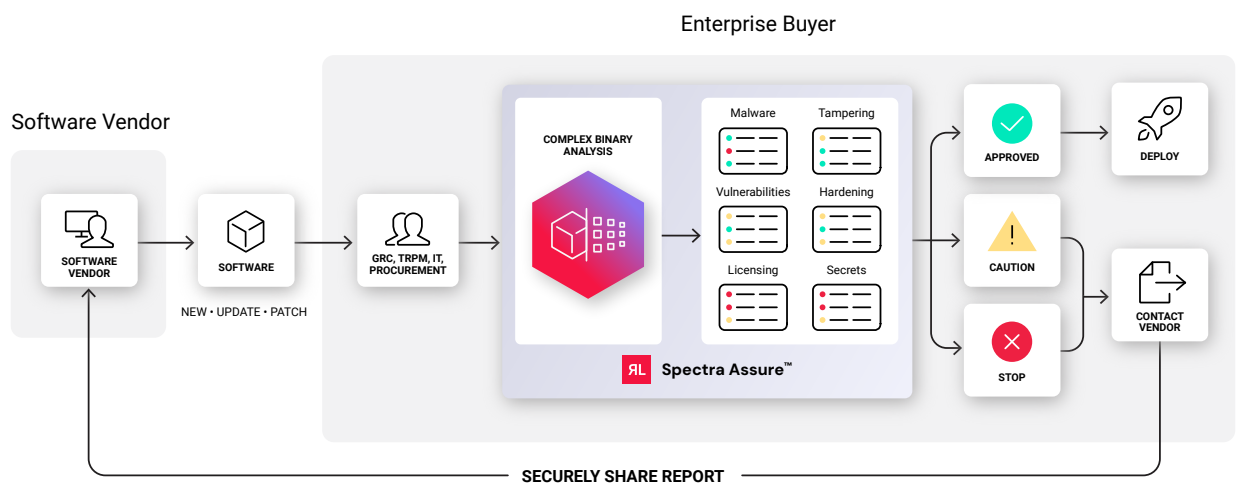 Enterprise Buyer
Software Vendor
SOFTWARE
VENDOR
SOFTWARE
NEW • UPDATE • PATCH
GRC, TRPM, IT,
PROCUREMENT
COMPLEX BINARY
ANALYSIS
Malware
Tampering
Vulnerabilities
Hardening
Licensing
Secrets
RL Spectra Assure™
APPROVED
DEPLOY
CAUTION
STOP
CONTACT
VENDOR
SECURELY SHARE REPORT